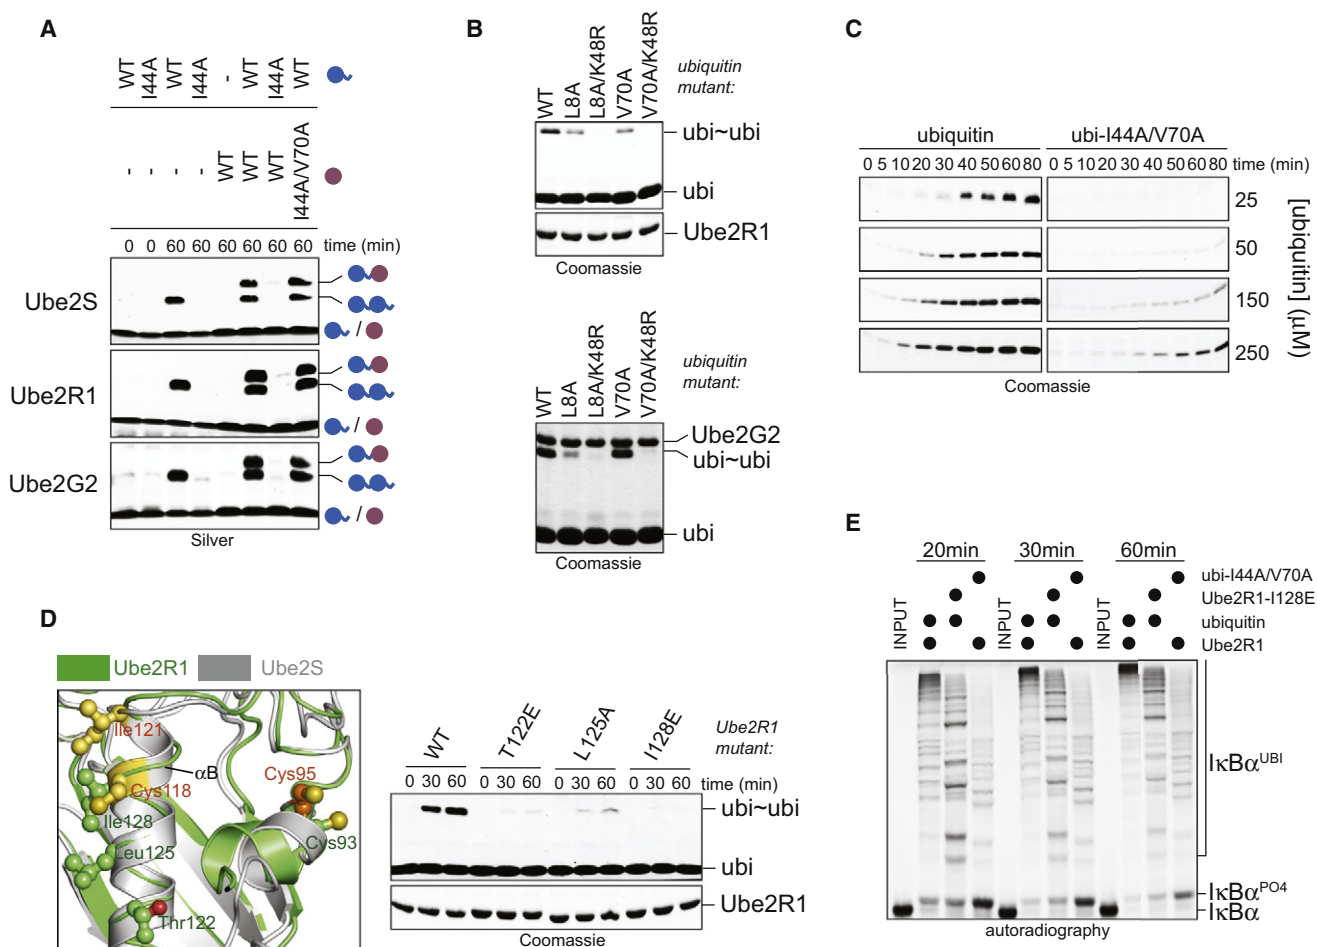 A
WT I44A WT I44A - WT I44A WT
- - - - WT WT WT I44A/V70A
0 0 60 60 60 60 60 60 time (min)
Ube2S
/
Ube2R1
/
Ube2G2
/
Silver
B
WT L8A L8A/K48R V70A V70A/K48R
ubiquitin
mutant:
ubi~ubi
ubi
Ube2R1
Coomassie
WT L8A L8A/K48R V70A V70A/K48R
ubiquitin
mutant:
Ube2G2
ubi~ubi
ubi
Coomassie
C
ubiquitin ubi-I44A/V70A
0 5 10 20 30 40 50 60 80 0 5 10 20 30 40 50 60 80 time (min)
25
50
150
250
[ubiquitin] (µM)
Coomassie
D
Ube2R1 Ube2S
Ile121
αB
Cys118
Cys95
Ile128
Cys93
Leu125
Thr122
WT T122E L125A I128E
Ube2R1
mutant:
0 30 60 0 30 60 0 30 60 0 30 60 time (min)
ubi~ubi
ubi
Ube2R1
Coomassie
E
20min 30min 60min
ubi-I44A/V70A
Ube2R1-I128E
ubiquitin
Ube2R1
INPUT INPUT INPUT
IκBαUBI
IκBαPO4
IκBα
autoradiography